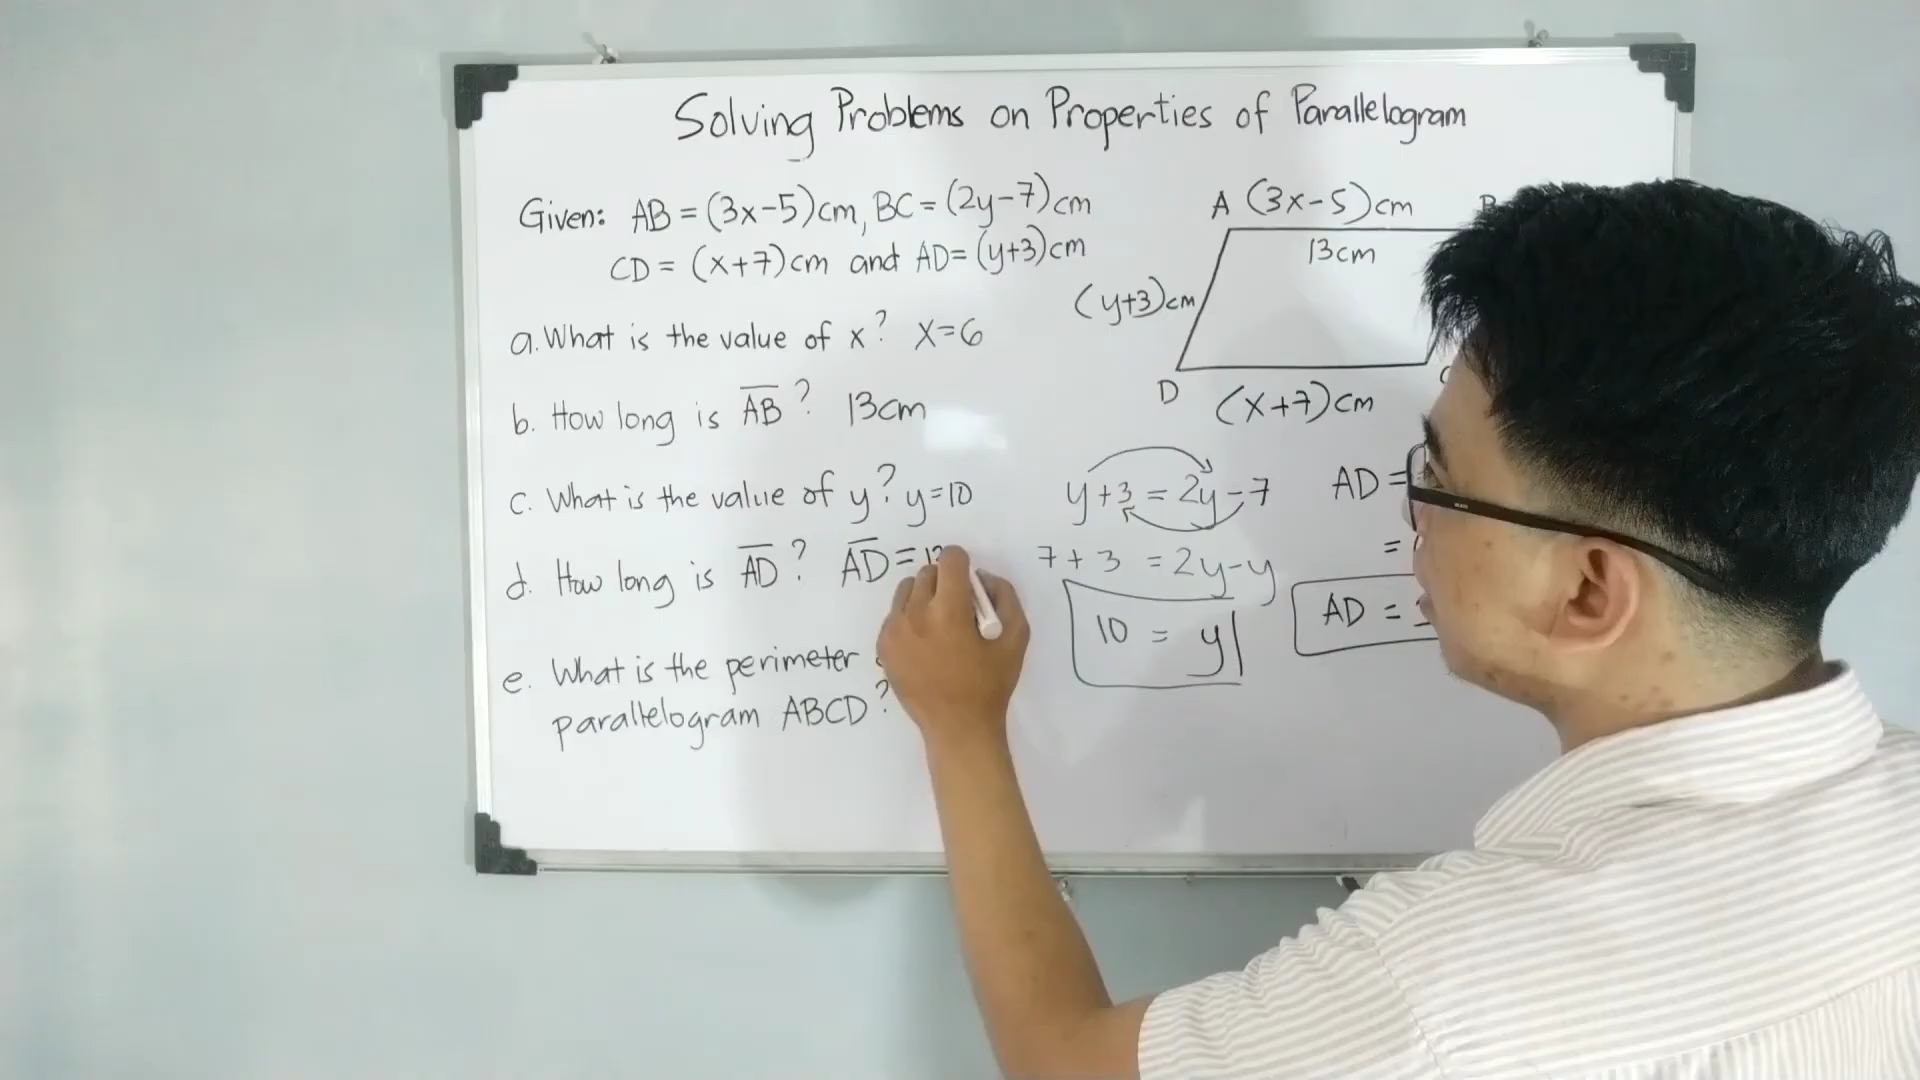 Solving Problems on Properties of Parallelogram
Given: AB = (3x-5)cm, BC = (2y-7)cm
CD = (x+7)cm and AD = (y+3)cm
a. What is the value of x? X=6
b. How long is AB? 13cm
c. What is the value of y? y=10
d. How long is AD? AD =
e. What is the perimeter
parallelogram ABCD?
A (3x-5)cm B
13cm
(y+3)cm
D
(x+7)cm
y+3 = 2y-7
7+3 = 2y-y
10 = y
AD =
=
AD =